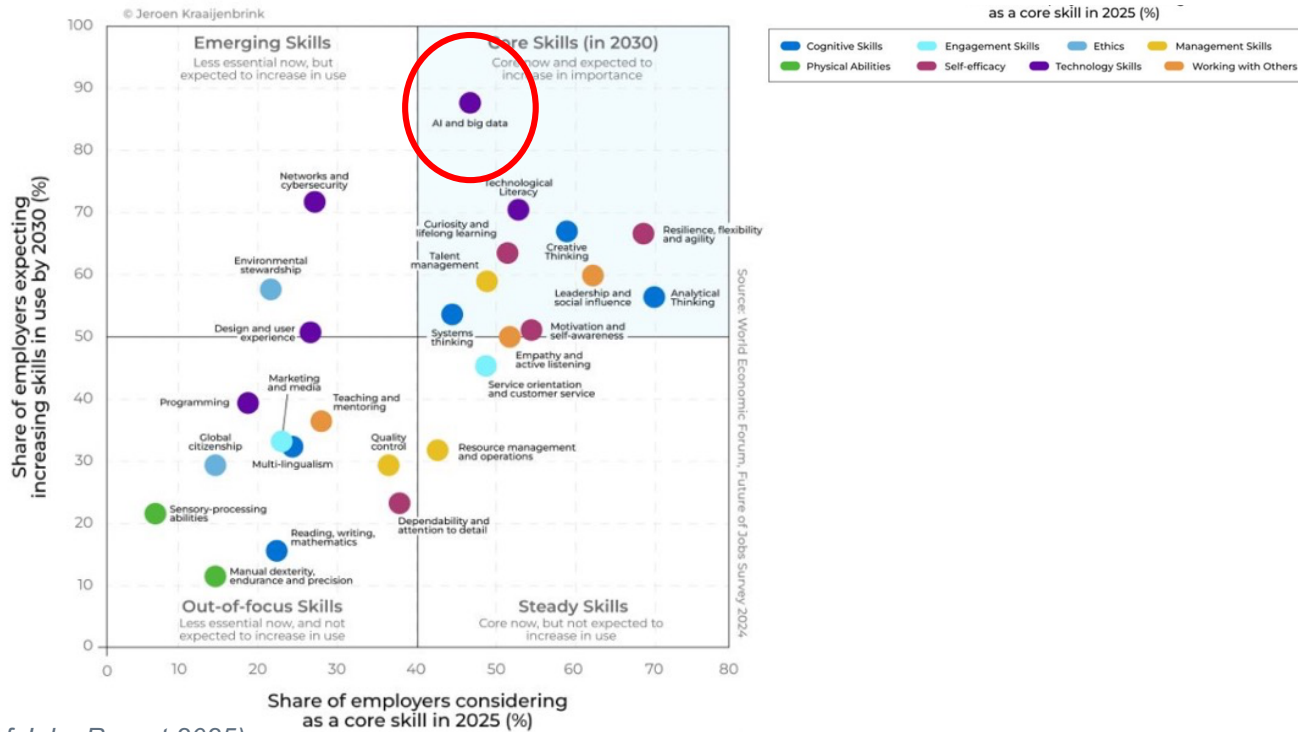 © Jeroen Kraaijenbrink
as a core skill in 2025 (%)
Cognitive Skills
Engagement Skills
Ethics
Management Skills
Physical Abilities
Self-efficacy
Technology Skills
Working with Others
100
90
80
70
60
50
40
30
20
10
0
Share of employers expecting
increasing skills in use by 2030 (%)
Emerging Skills
Less essential now, but
expected to increase in use
Core Skills (in 2030)
Core now and expected to
increase in importance
AI and big data
Networks and
cybersecurity
Technological
Literacy
Curiosity and
lifelong learning
Creative
Thinking
Resilience, flexibility
and agility
Talent
management
Environmental
stewardship
Leadership and
social influence
Analytical
Thinking
Design and user
experience
Systems
thinking
Motivation and
self-awareness
Empathy and
active listening
Service orientation
and customer service
Marketing
and media
Programming
Teaching and
mentoring
Global
citizenship
Multi-lingualism
Quality
control
Resource management
and operations
Sensory-processing
abilities
Dependability and
attention to detail
Reading, writing,
mathematics
Manual dexterity,
endurance and precision
Out-of-focus Skills
Less essential now, and not
expected to increase in use
Steady Skills
Core now, but not expected to
increase in use
Source: World Economic Forum, Future of Jobs Survey 2024
0
10
20
30
40
50
60
70
80
Share of employers considering
as a core skill in 2025 (%)